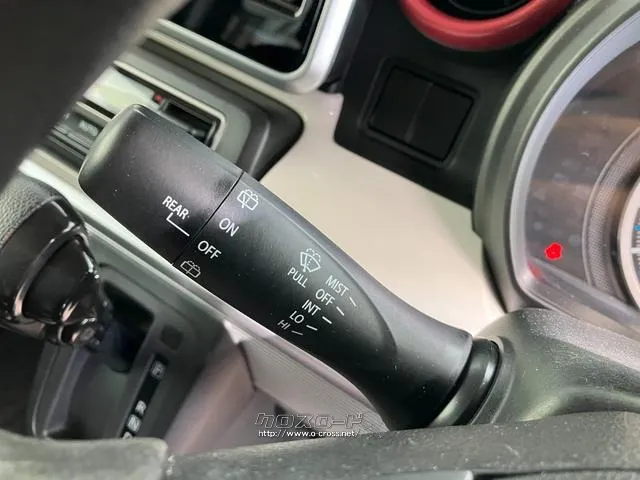 REAR
ON
OFF
PULL
MIST
OFF
INT
LO
HI
クロスロード
http://www.o-cross.net/